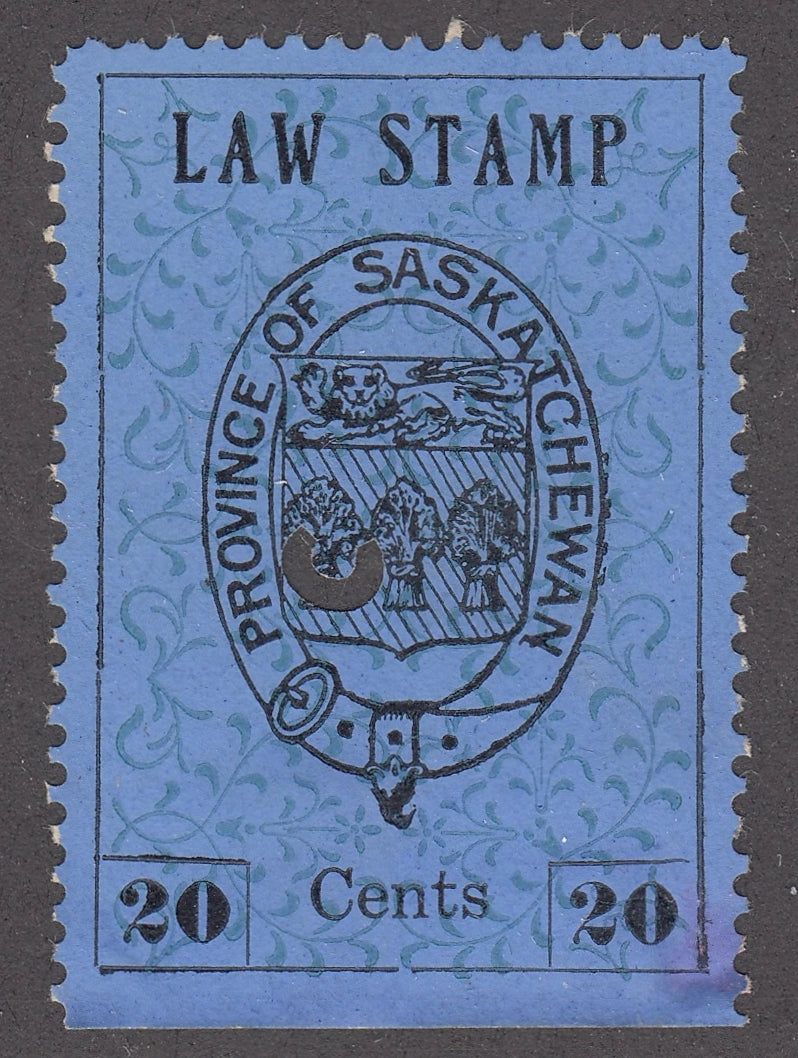 LAW STAMP
PROVINCE OF SASKATCHEWAN
20 Cents 20